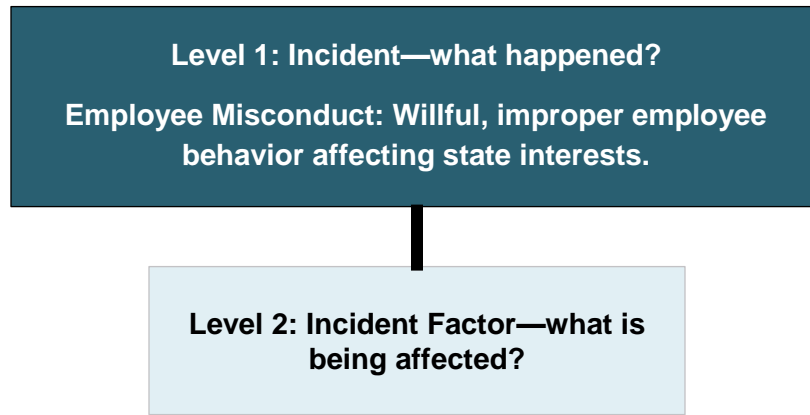 Level 1: Incident—what happened?
Employee Misconduct: Willful, improper employee
behavior affecting state interests.
Level 2: Incident Factor—what is
being affected?